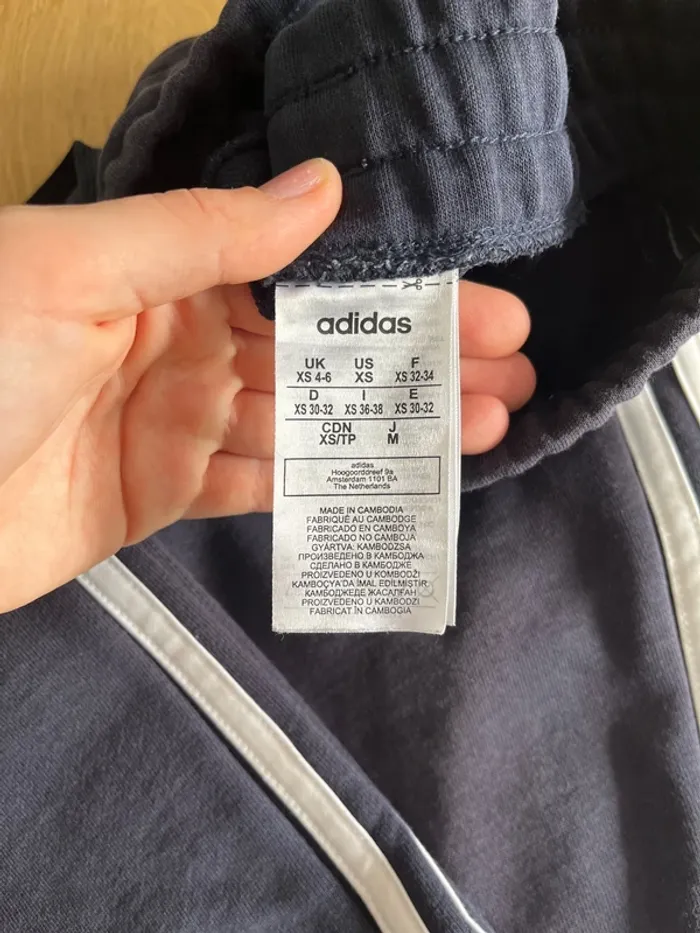 adidas
UK US F
XS 4-6 XS XS 32-34
D I E
XS 30-32 XS 36-38 XS 30-32
CDN J
XS/TP M
adidas
Hoogoorddreef 9a
Amsterdam 1101 BA
The Netherlands
MADE IN CAMBODIA
FABRIQUÉ AU CAMBODGE
FABRICADO EN CAMBOYA
FABRICADO NO CAMBOJA
GYÁRTVA: KAMBODZSA
ПРОИЗВЕДЕНО В КАМБОДЖА
СДЕЛАНО В КАМБОДЖЕ
PROIZVEDENO U KOMBODŽI
KAMBOÇYA'DA İMAL EDİLMİŞTİR
КАМБОДЖЕДЕ ЖАСАЛҒАН
PROIZVEDENO U KAMBODZI
FABRICAT ÎN CAMBOGIA